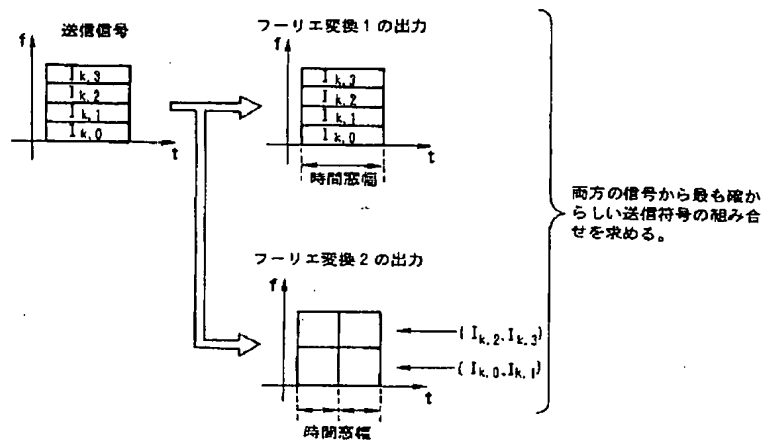 送信信号
f
I k,3
I k,2
I k,1
I k,0
t
フーリエ変換1の出力
f
I k,3
I k,2
I k,1
I k,0
t
時間窓幅
フーリエ変換2の出力
f
( I k,2, I k,3)
( I k,0, I k,1)
t
時間窓幅
両方の信号から最も確か
らしい送信符号の組み合
せを求める。